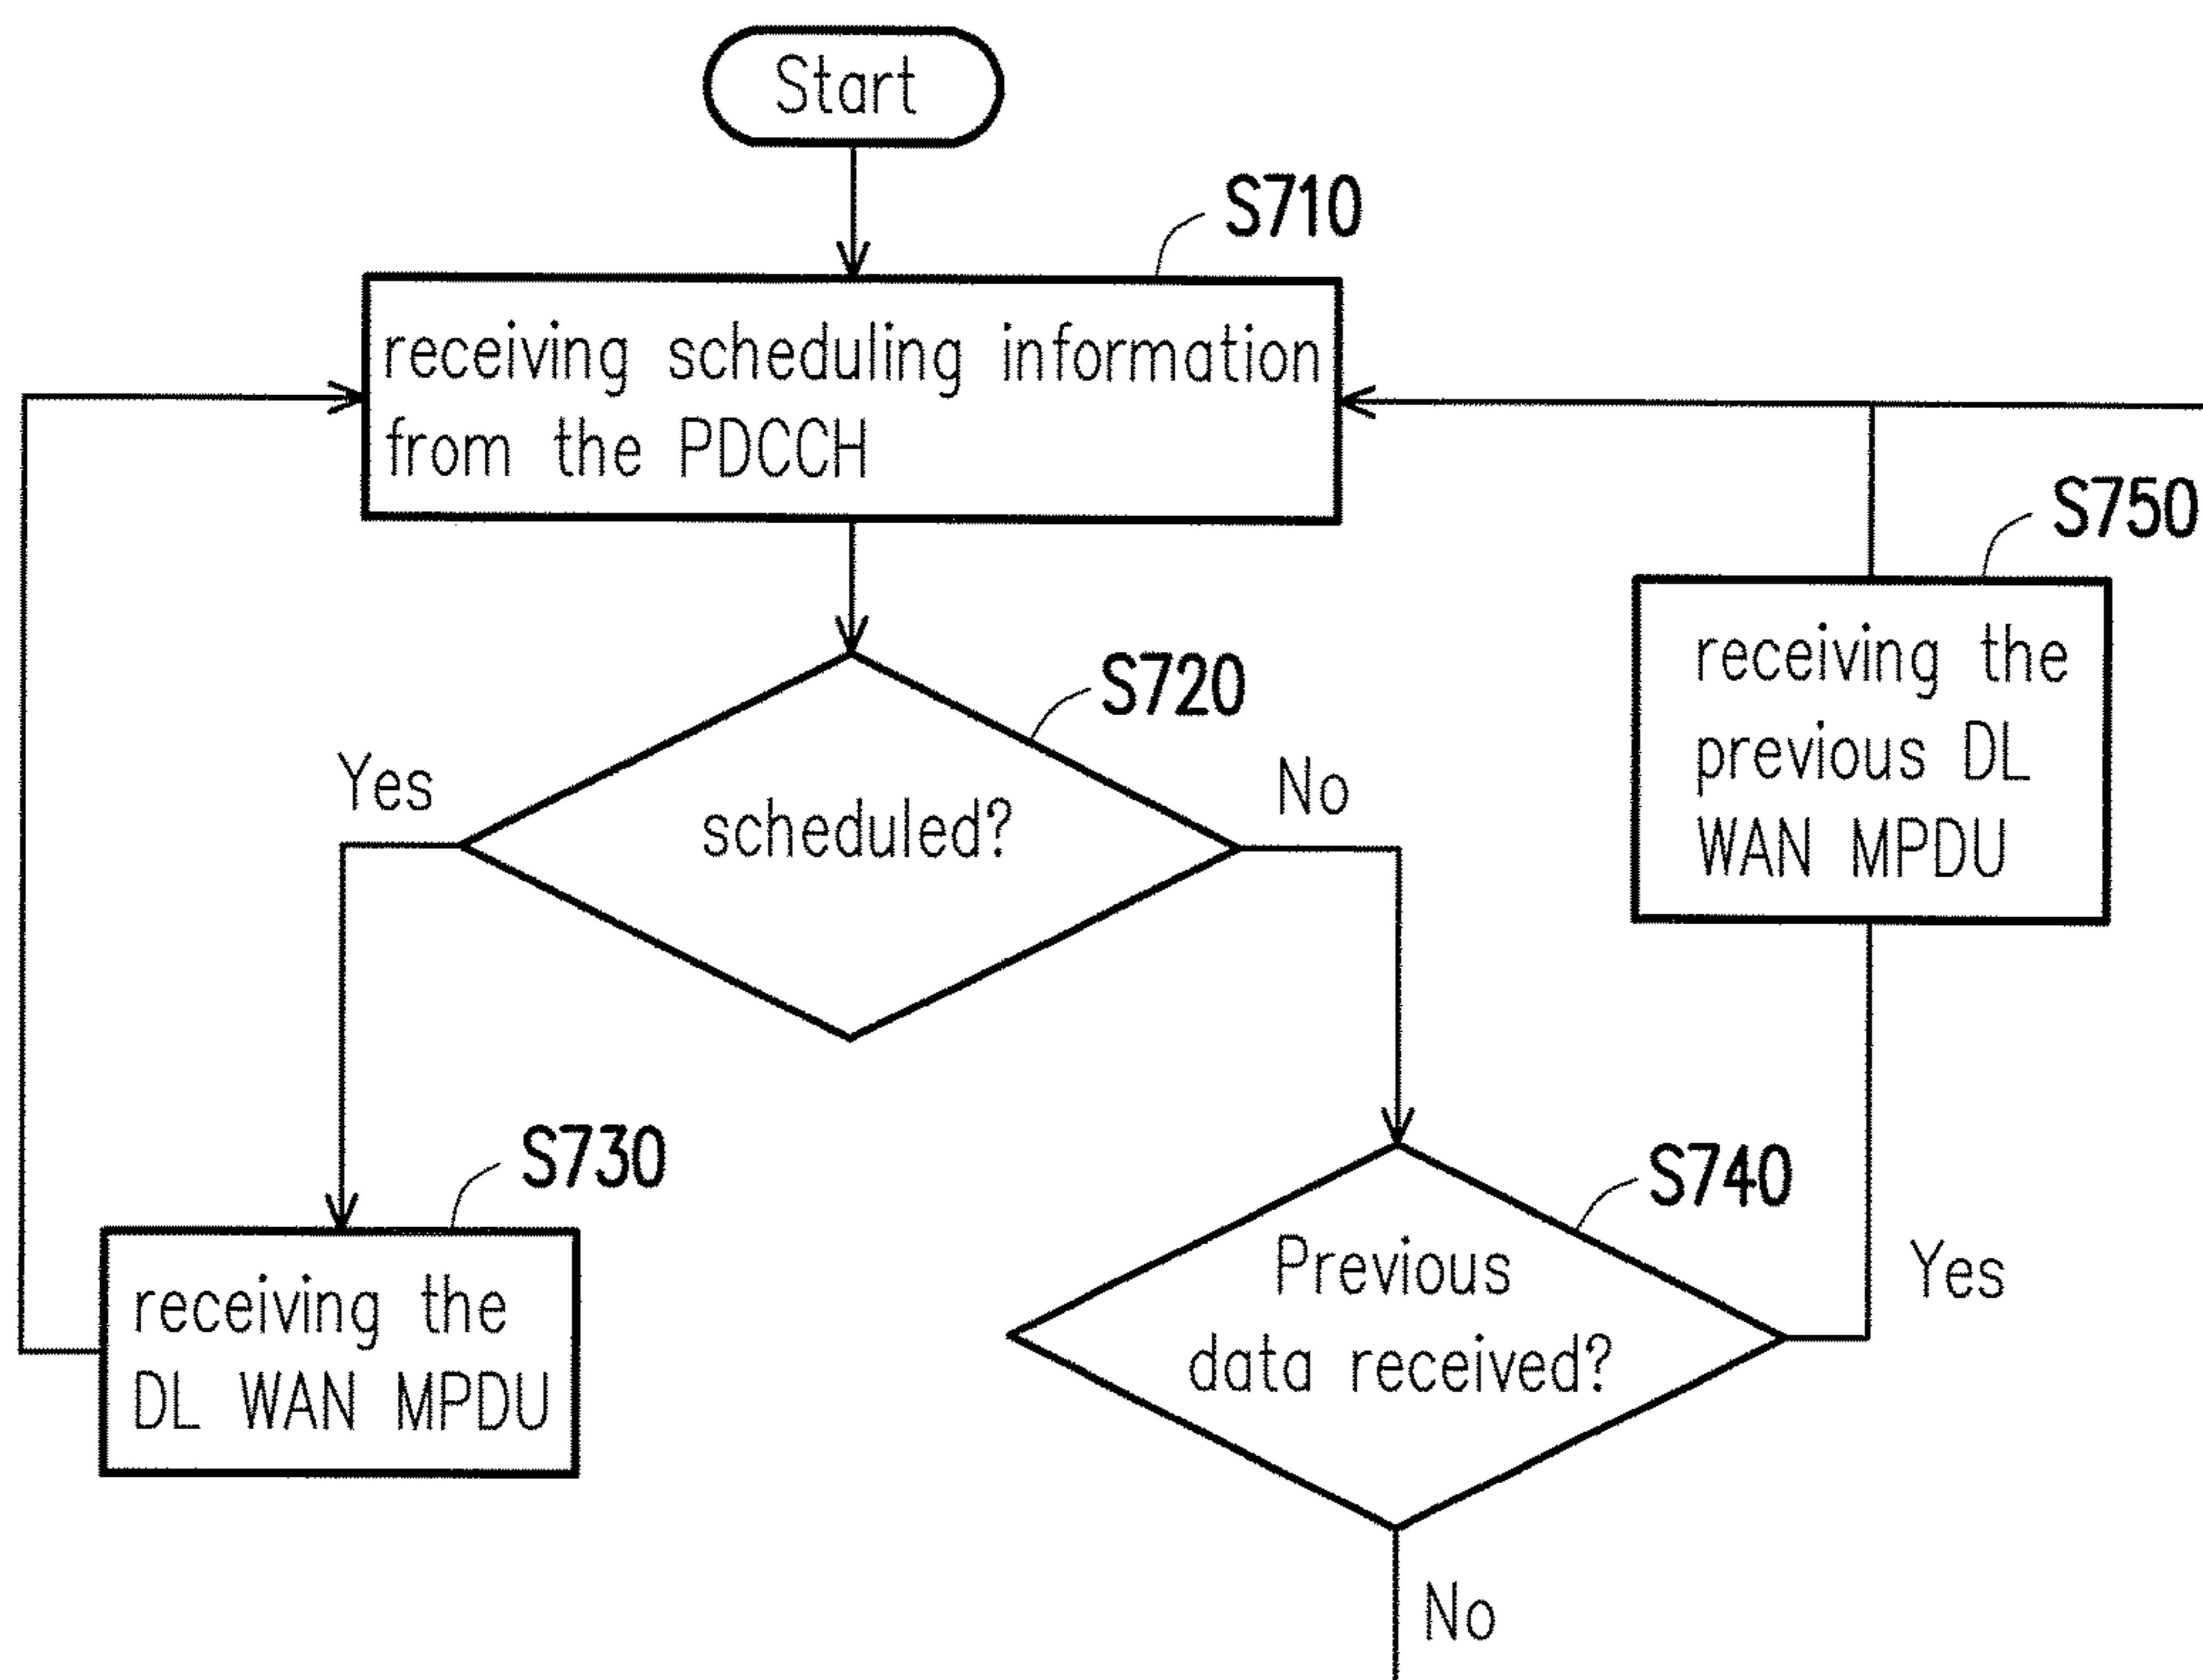 Start
S710
receiving scheduling information
from the PDCCH
S720
Yes
scheduled?
No
S750
receiving the
previous DL
WAN MPDU
S730
receiving the
DL WAN MPDU
S740
Previous
data received?
Yes
No